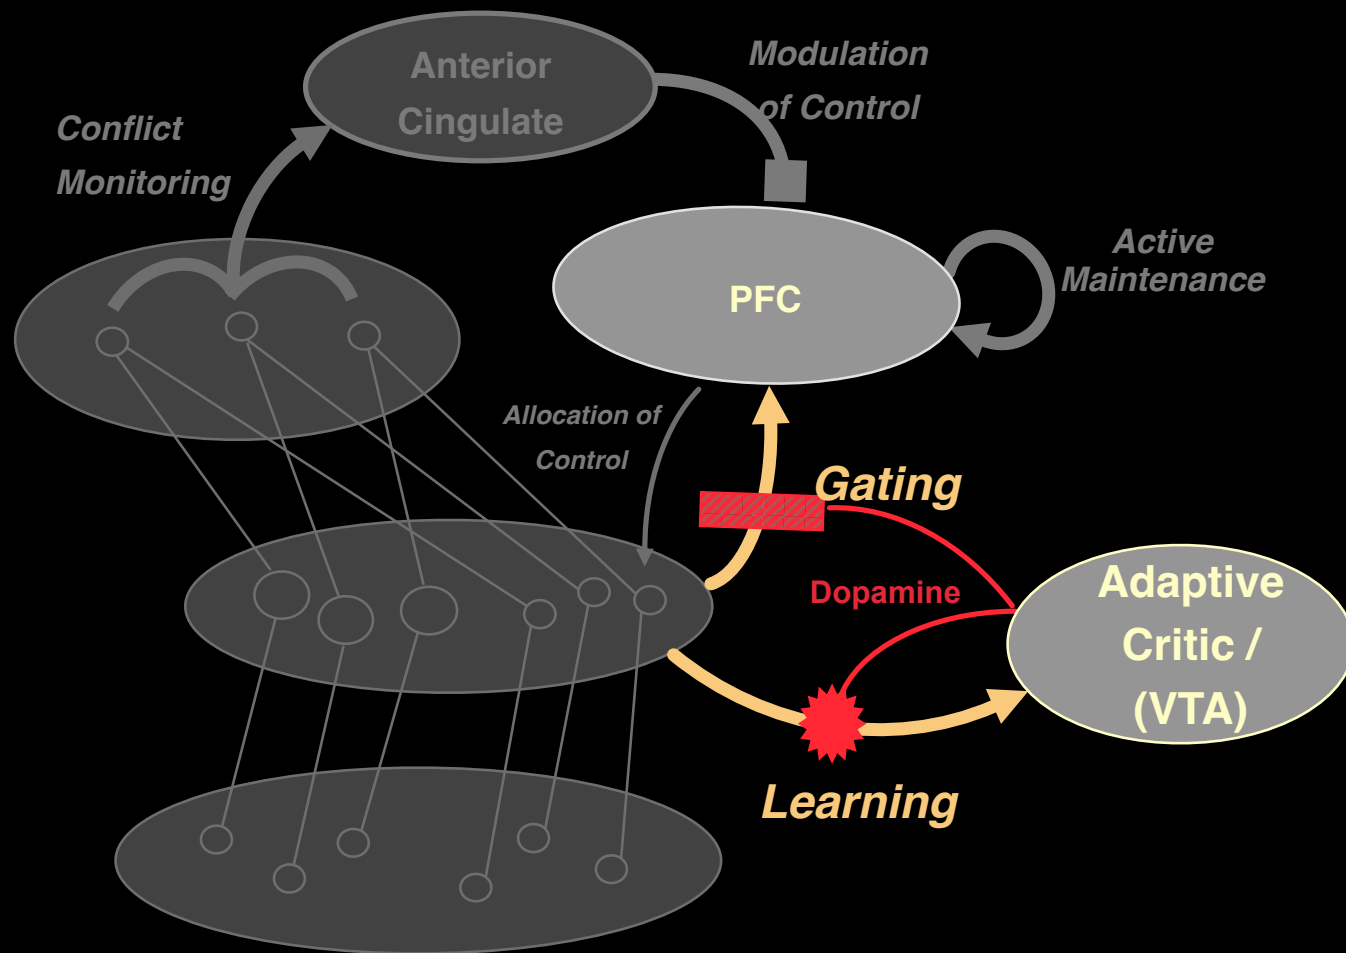 Anterior
Cingulate
Modulation
of Control
Conflict
Monitoring
Active
Maintenance
PFC
Allocation of
Control
Gating
Dopamine
Adaptive
Critic /
(VTA)
Learning